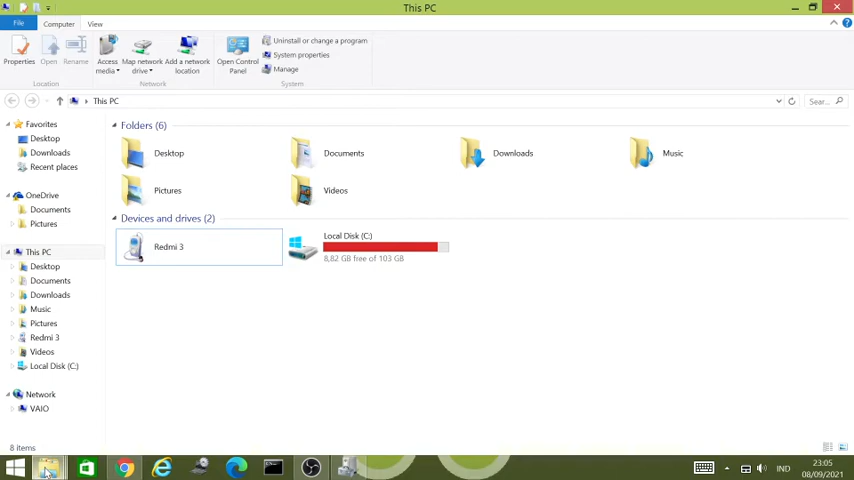 This PC
File Computer View
Properties Open Rename Access media Map network drive Add a network location Open Control Panel Uninstall or change a program
System properties
Manage
Location Network System
This PC Sear...
Favorites
Desktop
Downloads
Recent places
OneDrive
Documents
Pictures
This PC
Desktop
Documents
Downloads
Music
Pictures
Redmi 3
Videos
Local Disk (C:)
Network
VAIO
Folders (6)
Desktop Documents Downloads Music
Pictures Videos
Devices and drives (2)
Redmi 3
Local Disk (C:)
8,82 GB free of 103 GB
8 items
IND
23:05
08/09/2021